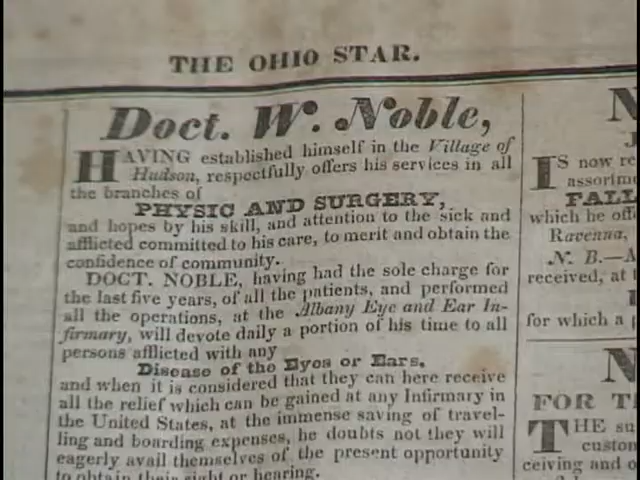 THE OHIO STAR.
Doct. W. Noble,
HAVING established himself in the Village of
Hudson, respectfully offers his services in all
the branches of
PHYSIC AND SURGERY,
and hopes by his skill, and attention to the sick and
afflicted committed to his care, to merit and obtain the
confidence of community.
DOCT. NOBLE, having had the sole charge for
the last five years, of all the patients, and performed
all the operations, at the Albany Eye and Ear In-
firmary, will devote daily a portion of his time to all
persons afflicted with any
Disease of the Eyes or Ears,
and when it is considered that they can here receive
all the relief which can be gained at any Infirmary in
the United States, at the immense saving of travel-
ling and boarding expenses, he doubts not they will
eagerly avail themselves of the present opportunity
to obtain their sight or hearing.
N
IS now re
assortme
FALL
which he off
Ravenna,
N. B.—A
received, at
for which a
N
FOR T
THE su
custom
ceiving and o